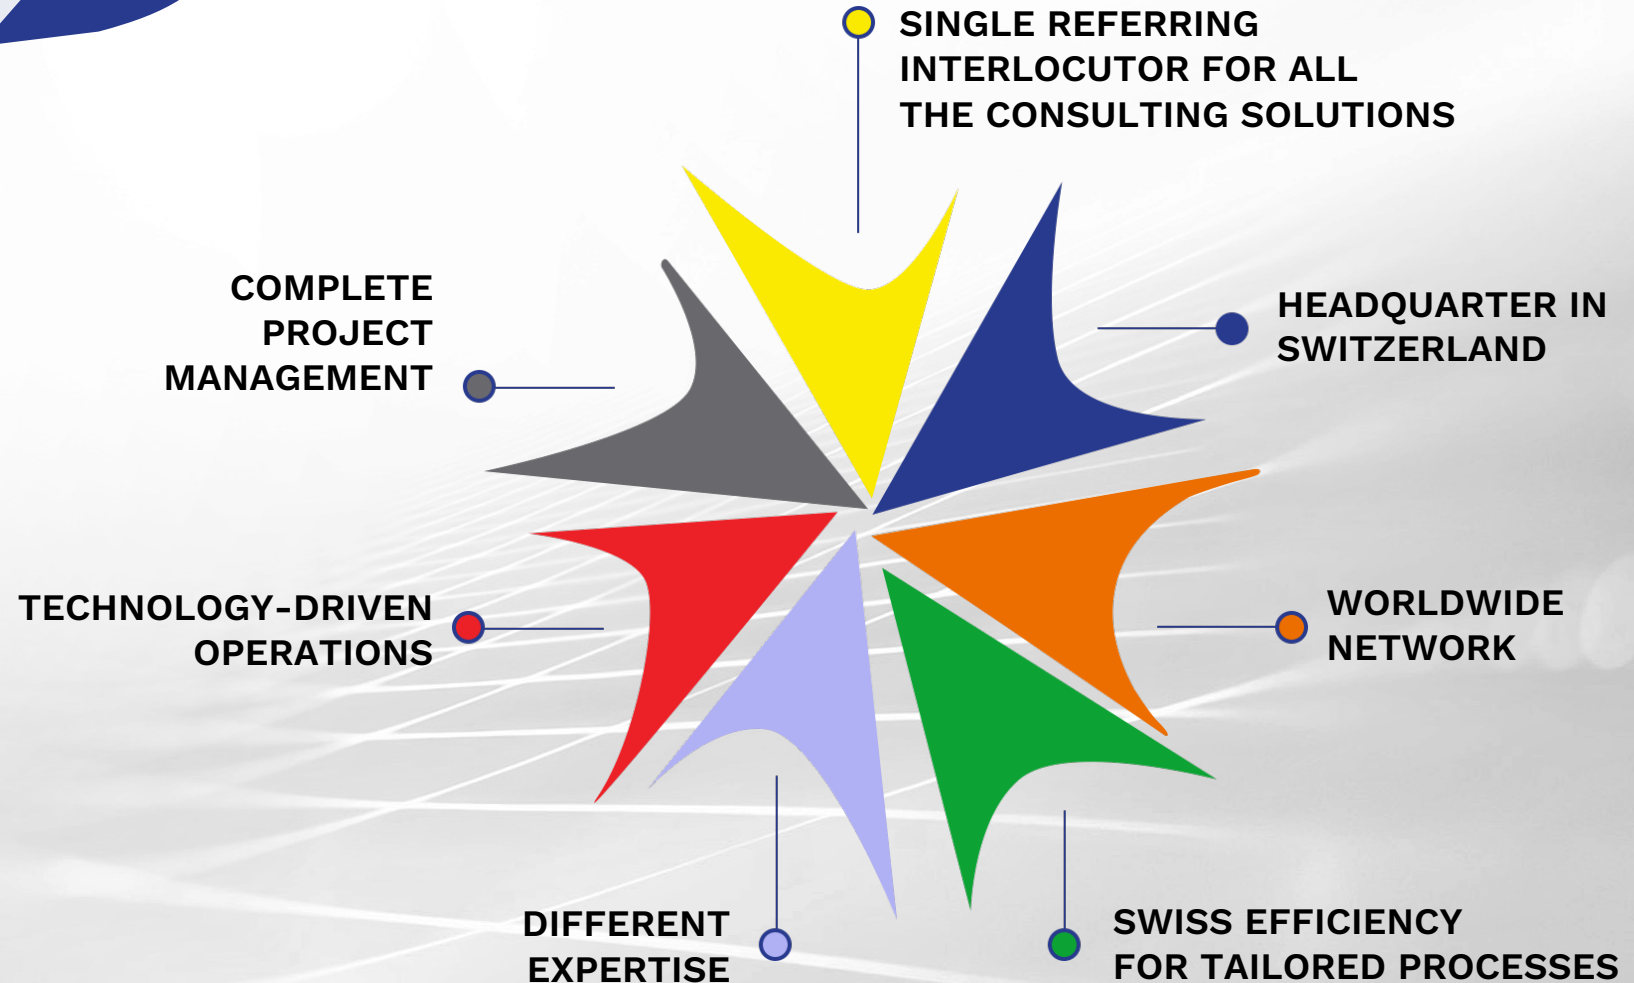 SINGLE REFERRING
INTERLOCUTOR FOR ALL
THE CONSULTING SOLUTIONS
COMPLETE
PROJECT
MANAGEMENT
HEADQUARTER IN
SWITZERLAND
TECHNOLOGY-DRIVEN
OPERATIONS
WORLDWIDE
NETWORK
DIFFERENT
EXPERTISE
SWISS EFFICIENCY
FOR TAILORED PROCESSES